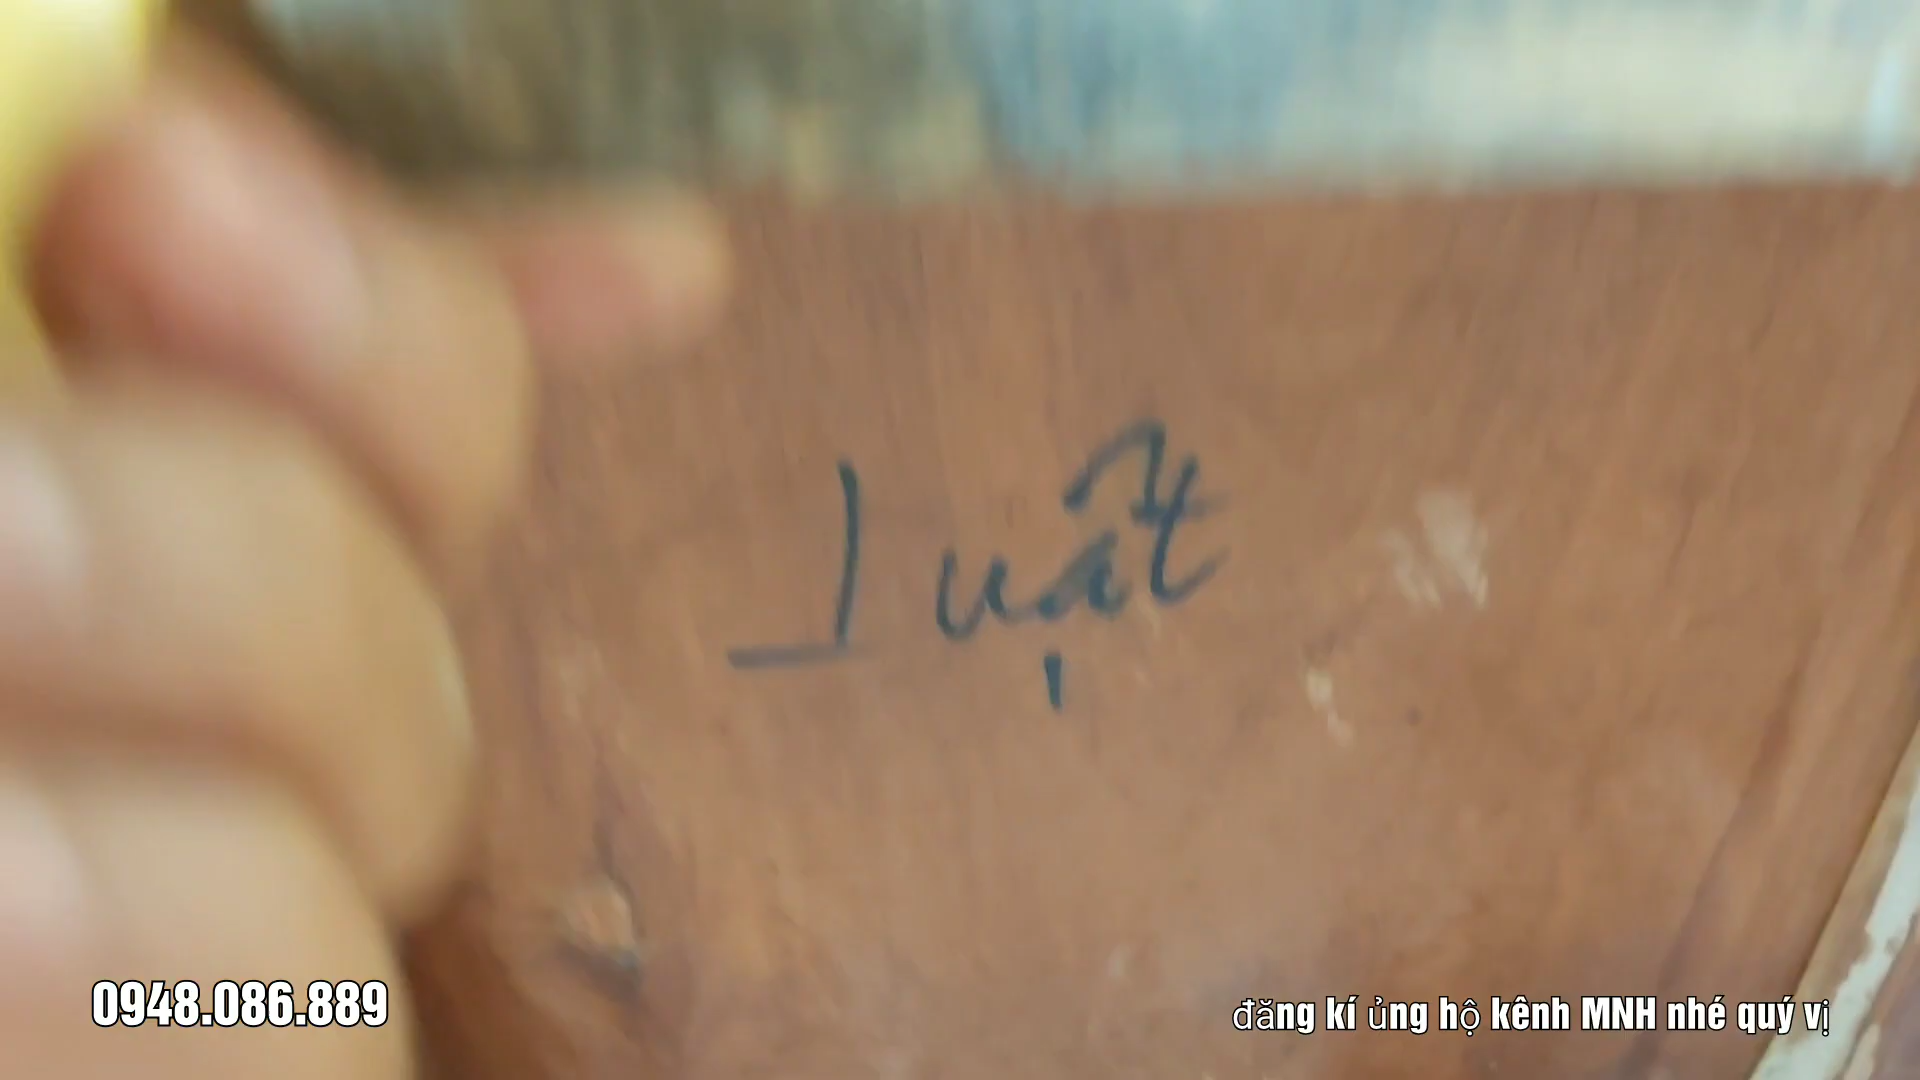 Luật
0948.086.889
đăng kí ủng hộ kênh MNH nhé quý vị